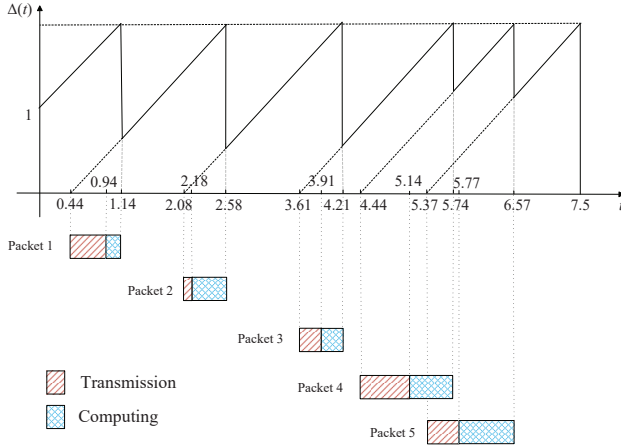 Δ(t)
1
0.94
2.18
3.91
5.14
5.77
0.44
1.14
2.08
2.58
3.61
4.21
4.44
5.37
5.74
6.57
7.5
Packet 1
Packet 2
Packet 3
Packet 4
Packet 5
Transmission
Computing